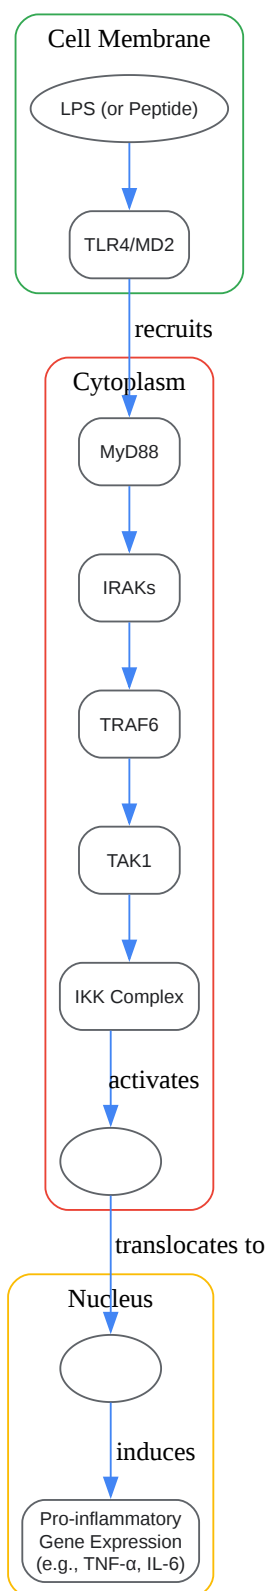 Cell Membrane
LPS (or Peptide)
TLR4/MD2
recruits
Cytoplasm
MyD88
IRAKs
TRAF6
TAK1
IKK Complex
activates
translocates to
Nucleus
induces
Pro-inflammatory
Gene Expression
(e.g., TNF-α, IL-6)